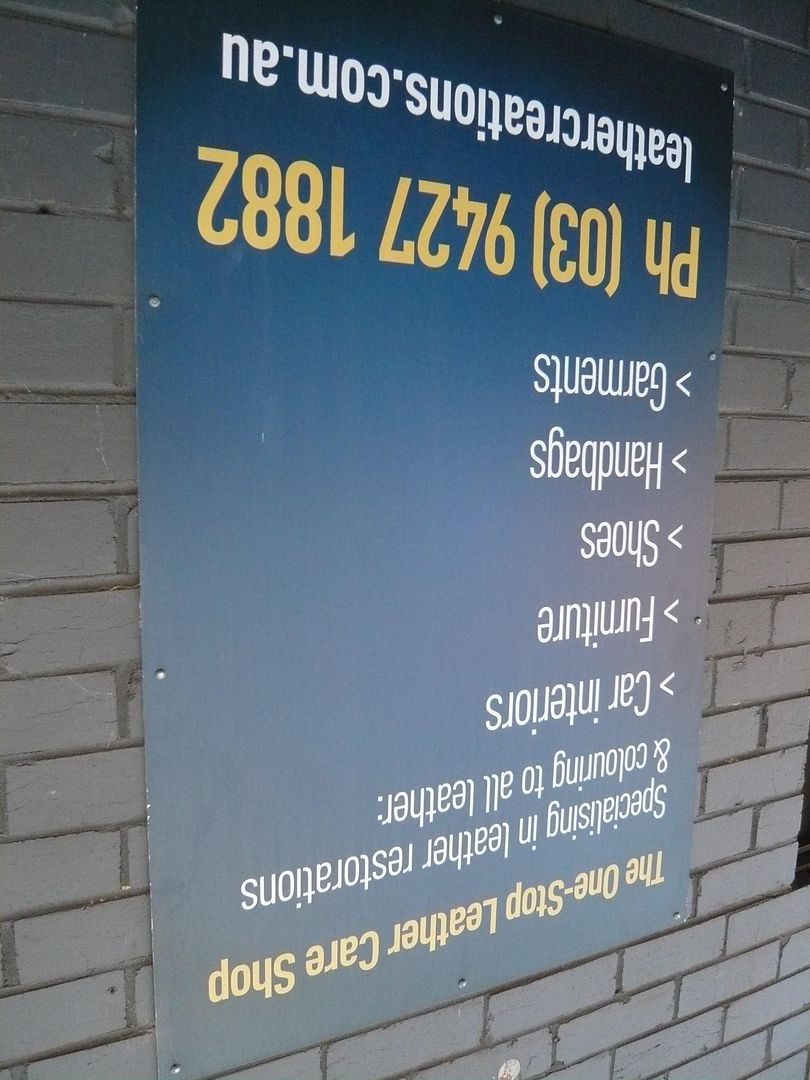 The One-Stop Leather Care Shop
Specialising in leather restorations
& colouring to all leather:
> Car interiors
> Furniture
> Shoes
> Handbags
> Garments
Ph (03) 9427 1882
leathercreations.com.au